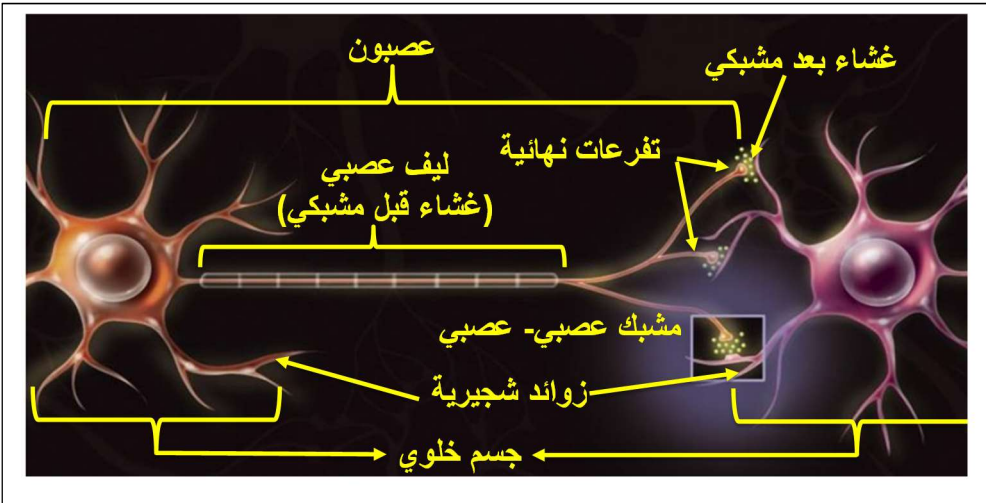 عصبون
غشاء بعد مشبكي
تفرعات نهائية
ليف عصبي
(غشاء قبل مشبكي)
مشبك عصبي- عصبي
زوائد شجيرية
جسم خلوي